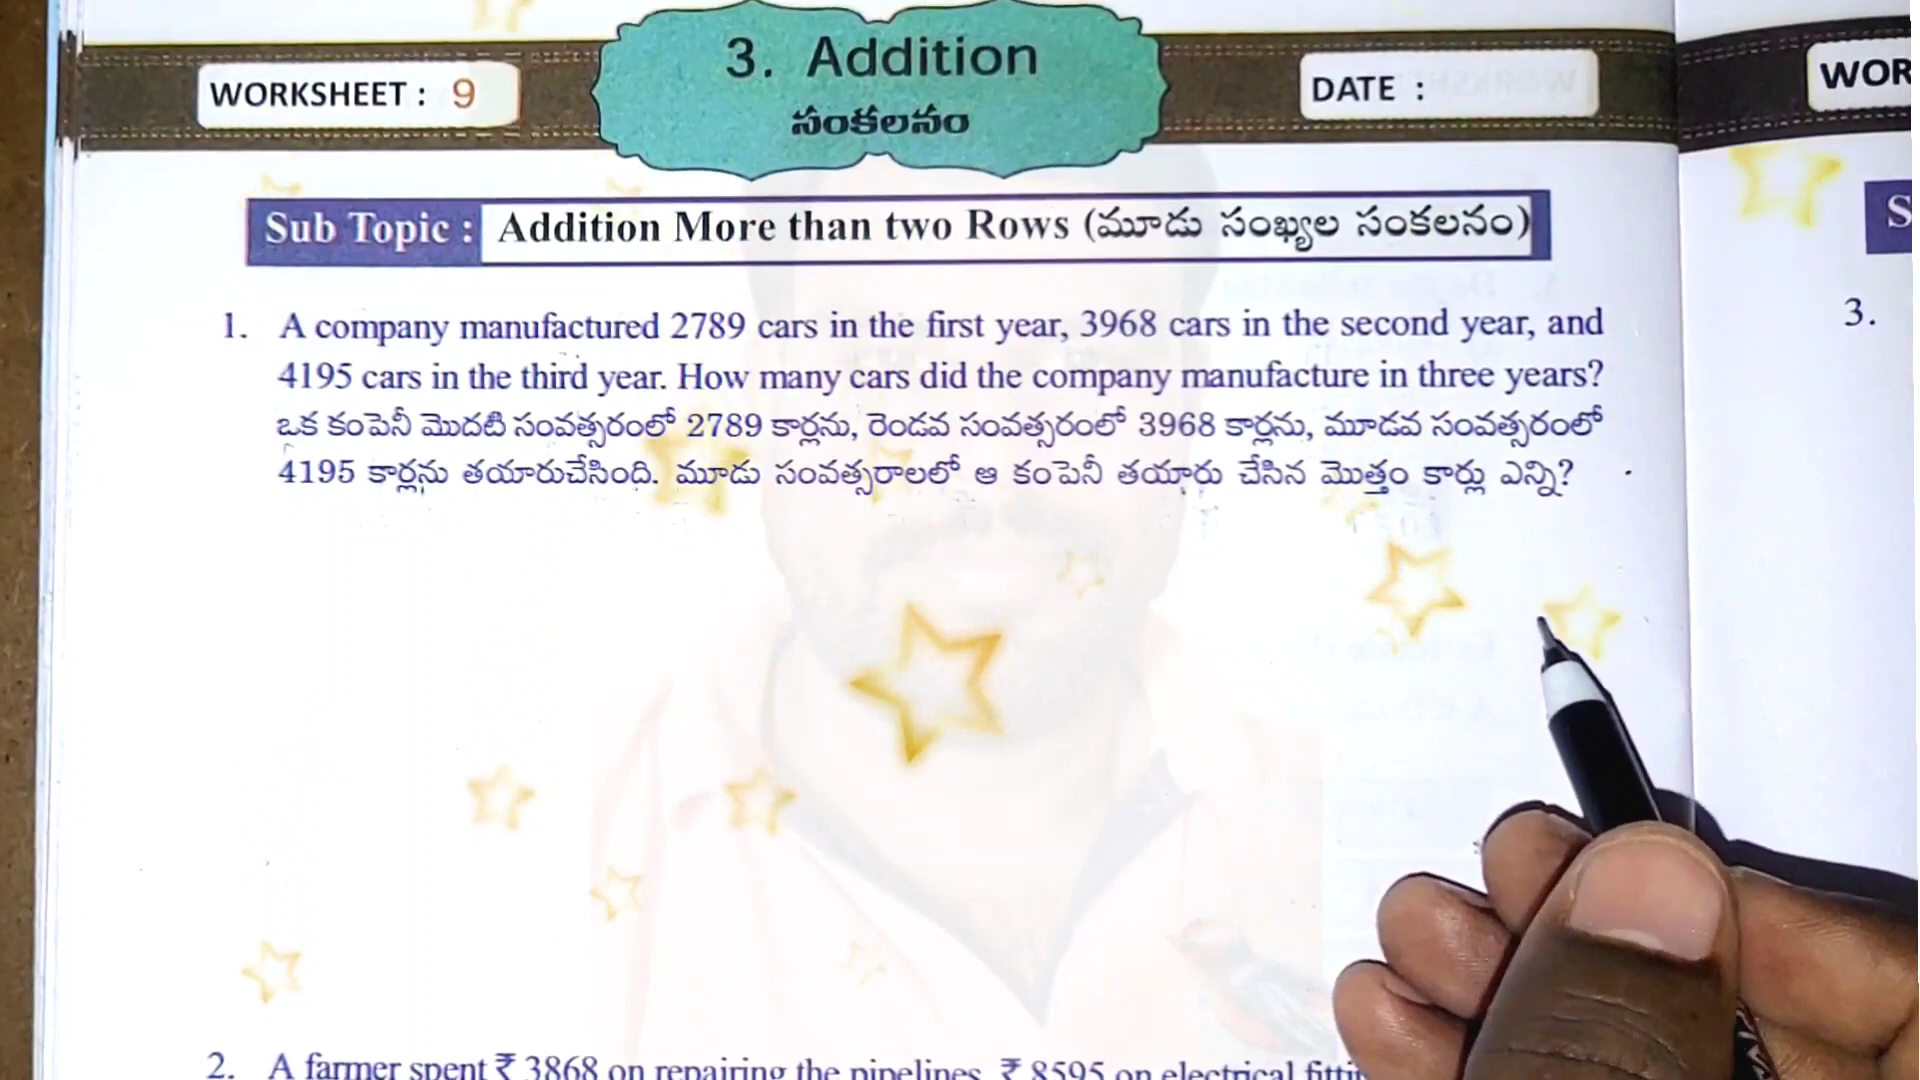 3. Addition
WORKSHEET : 9
DATE :
WOR
సంకలనం
Sub Topic : Addition More than two Rows (మూడు సంఖ్యల సంకలనం)
S
1. A company manufactured 2789 cars in the first year, 3968 cars in the second year, and
4195 cars in the third year. How many cars did the company manufacture in three years?
ఒక కంపెనీ మొదటి సంవత్సరంలో 2789 కార్లను, రెండవ సంవత్సరంలో 3968 కార్లను, మూడవ సంవత్సరంలో
4195 కార్లను తయారుచేసింది. మూడు సంవత్సరాలలో ఆ కంపెనీ తయారు చేసిన మొత్తం కార్లు ఎన్ని?
3.
2. A farmer spent ₹ 3868 on repairing the pipelines, ₹ 8595 on electrical